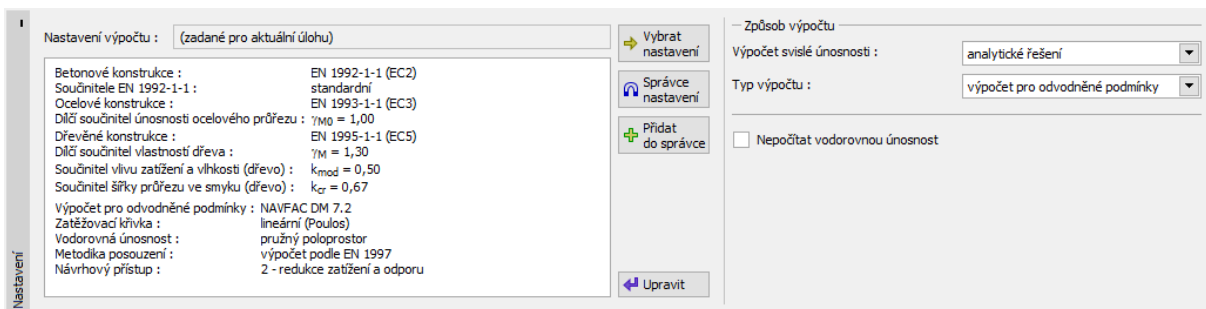 Nastavení výpočtu : (zadané pro aktuální úlohu)
Betonové konstrukce : EN 1992-1-1 (EC2)
Součinitele EN 1992-1-1 : standardní
Ocelové konstrukce : EN 1993-1-1 (EC3)
Dílčí součinitel únosnosti ocelového průřezu : γM0 = 1,00
Dřevěné konstrukce : EN 1995-1-1 (EC5)
Dílčí součinitel vlastností dřeva : γM = 1,30
Součinitel vlivu zatížení a vlhkosti (dřevo) : kmod = 0,50
Součinitel šířky průřezu ve smyku (dřevo) : kcr = 0,67
Výpočet pro odvodněné podmínky : NAVFAC DM 7.2
Zatěžovací křivka : lineární (Poulos)
Vodorovná únosnost : pružný poloprostor
Metodika posouzení : výpočet podle EN 1997
Návrhový přístup : 2 - redukce zatížení a odporu
Vybrat
nastavení
Správce
nastavení
Přidat
do správce
Upravit
Způsob výpočtu
Výpočet svislé únosnosti : analytické řešení
Typ výpočtu : výpočet pro odvodněné podmínky
Nepočítat vodorovnou únosnost
Nastavení